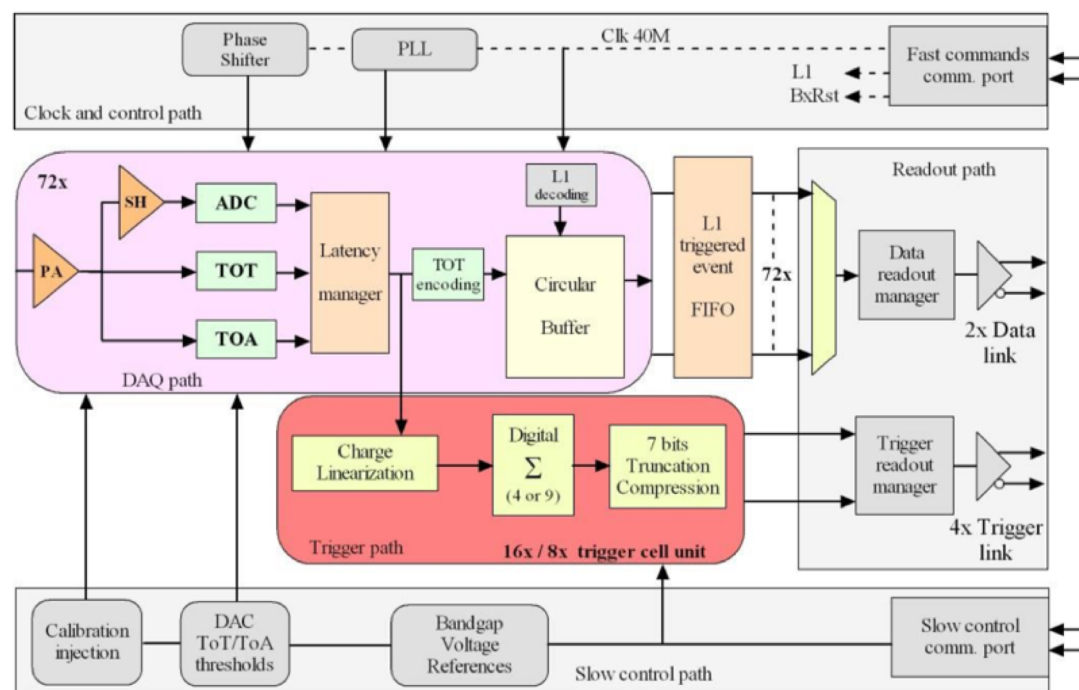 Phase
Shifter
PLL
Clk 40M
Fast commands
comm. port
L1
BxRst
Clock and control path
72x
SH
ADC
L1
decoding
PA
TOT
Latency
manager
TOT
encoding
Circular
Buffer
TOA
DAQ path
L1
triggered
event
FIFO
72x
Readout path
Data
readout
manager
2x Data
link
Charge
Linearization
Digital
Σ
(4 or 9)
7 bits
Truncation
Compression
Trigger path
16x / 8x trigger cell unit
Trigger
readout
manager
4x Trigger
link
Calibration
injection
DAC
ToT/ToA
thresholds
Bandgap
Voltage
References
Slow control
comm. port
Slow control path